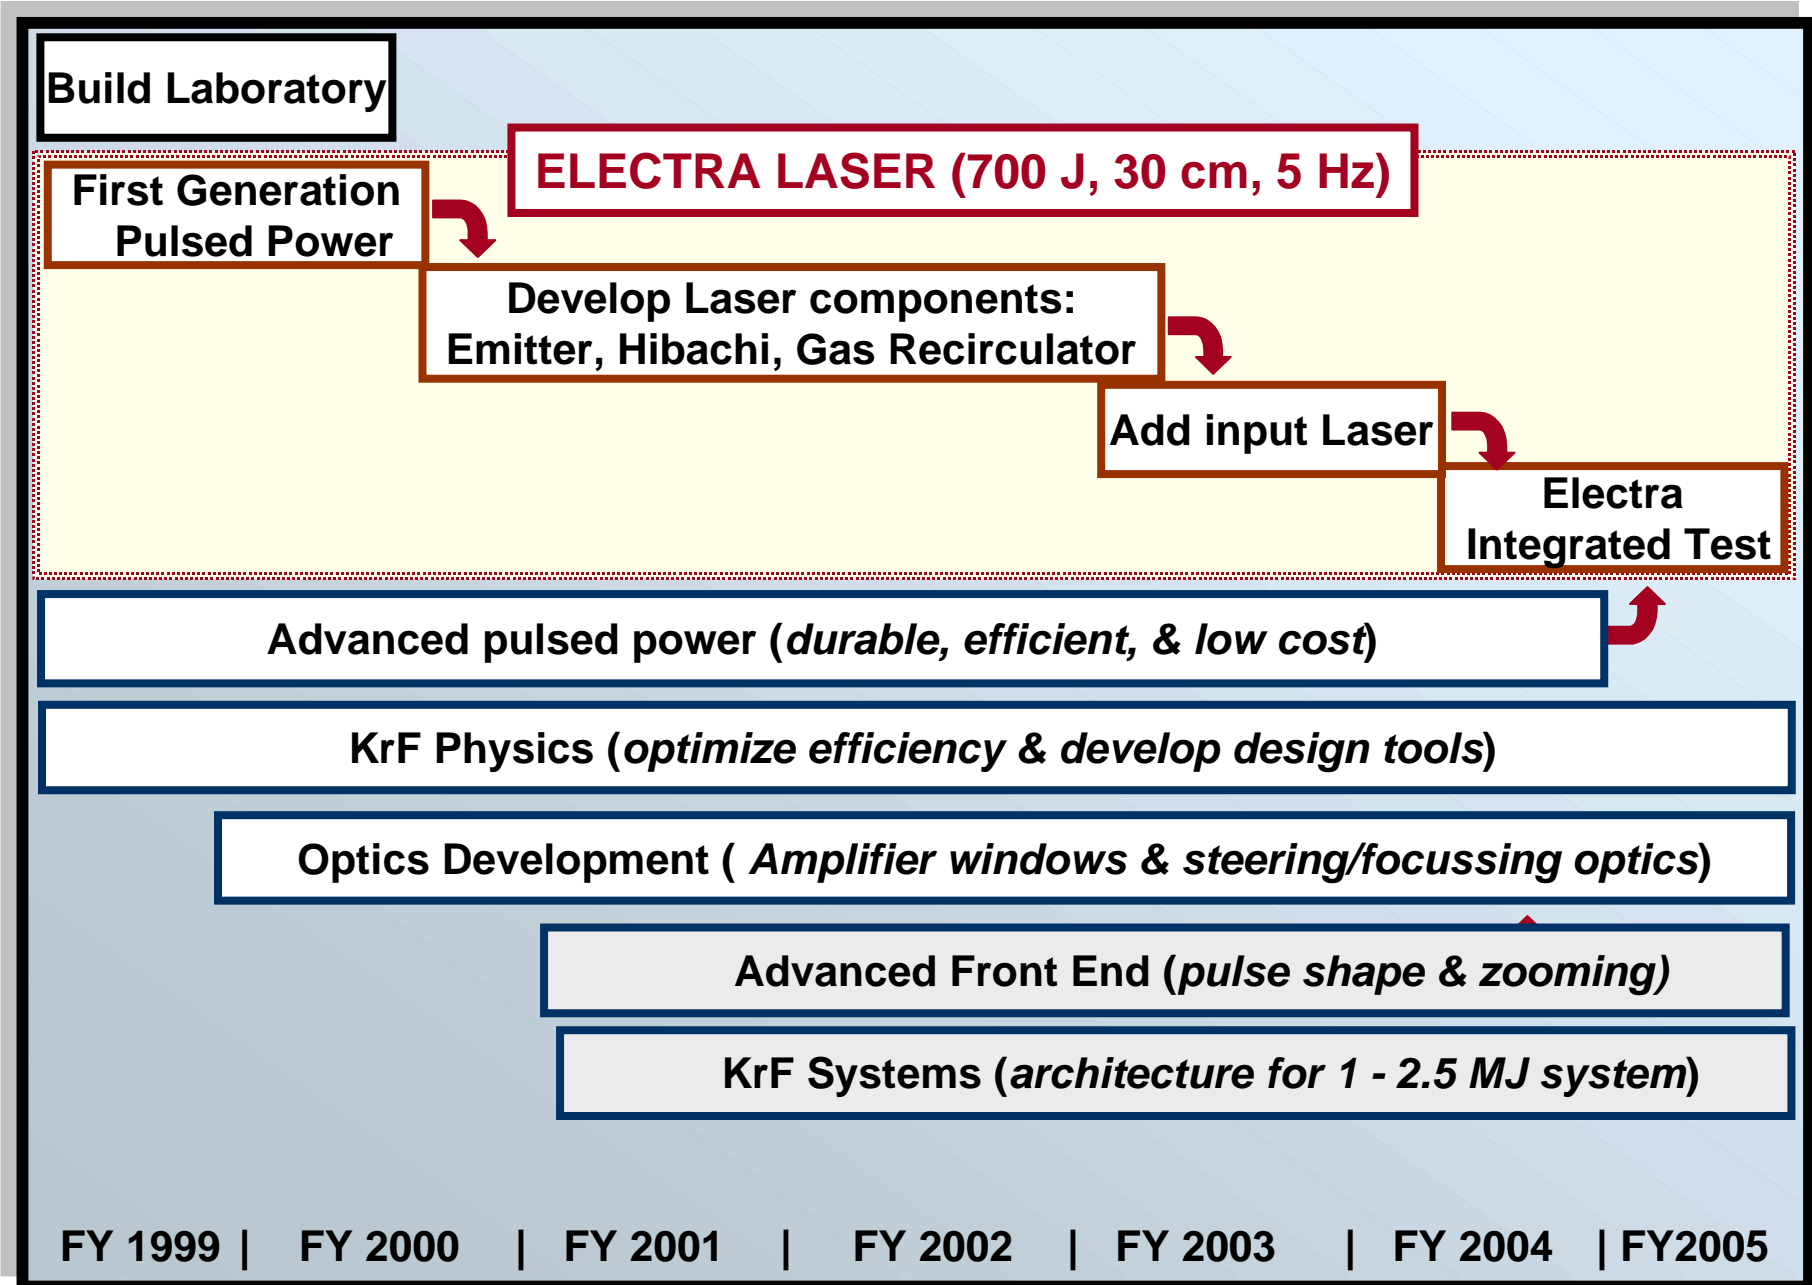 Build Laboratory
ELECTRA LASER (700 J, 30 cm, 5 Hz)
First Generation
Pulsed Power
Develop Laser components:
Emitter, Hibachi, Gas Recirculator
Add input Laser
Electra
Integrated Test
Advanced pulsed power (durable, efficient, & low cost)
KrF Physics (optimize efficiency & develop design tools)
Optics Development ( Amplifier windows & steering/focussing optics)
Advanced Front End (pulse shape & zooming)
KrF Systems (architecture for 1 - 2.5 MJ system)
FY 1999 | FY 2000 | FY 2001 | FY 2002 | FY 2003 | FY 2004 | FY2005